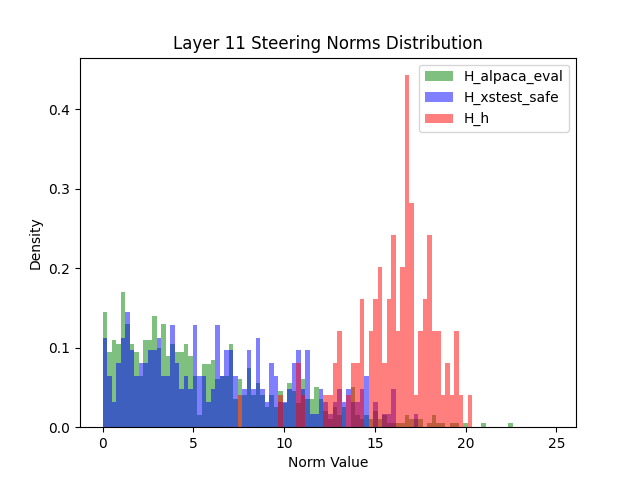 Layer 11 Steering Norms Distribution
H_alpaca_eval
H_xstest_safe
H_h
Density
0.4
0.3
0.2
0.1
0.0
0 5 10 15 20 25
Norm Value